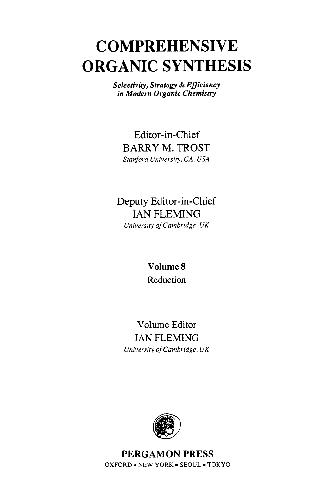 COMPREHENSIVE
ORGANIC SYNTHESIS
Selectivity, Strategy & Efficiency
in Modern Organic Chemistry
Editor-in-Chief
BARRY M. TROST
Stanford University, CA, USA
Deputy Editor-in-Chief
IAN FLEMING
University of Cambridge, UK
Volume 8
Reduction
Volume Editor
IAN FLEMING
University of Cambridge, UK
PERGAMON PRESS
OXFORD • NEW YORK • SEOUL • TOKYO